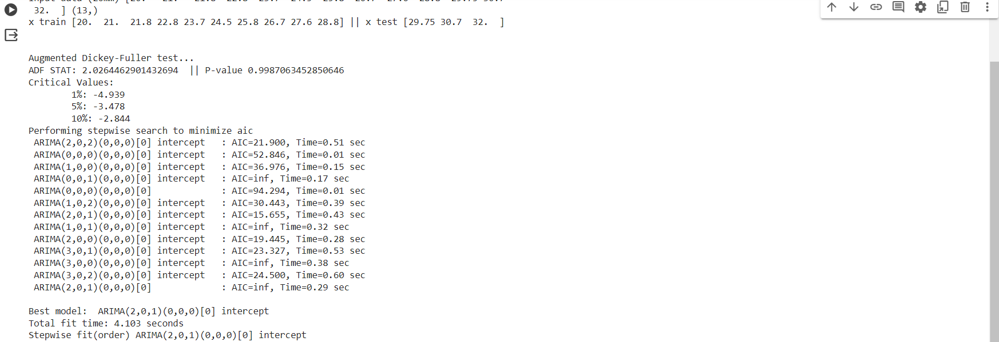 32.  ] (13,)
x train [20.  21.  21.8 22.8 23.7 24.5 25.8 26.7 27.6 28.8] || x test [29.75 30.7  32.  ]
Augmented Dickey-Fuller test...
ADF STAT: 2.0264462901432694  || P-value 0.9987063452850646
Critical Values:
1%: -4.939
5%: -3.478
10%: -2.844
Performing stepwise search to minimize aic
ARIMA(2,0,2)(0,0,0)[0] intercept   : AIC=21.900, Time=0.51 sec
ARIMA(0,0,0)(0,0,0)[0] intercept   : AIC=52.846, Time=0.01 sec
ARIMA(1,0,0)(0,0,0)[0] intercept   : AIC=36.976, Time=0.15 sec
ARIMA(0,0,1)(0,0,0)[0] intercept   : AIC=inf, Time=0.17 sec
ARIMA(0,0,0)(0,0,0)[0]             : AIC=94.294, Time=0.01 sec
ARIMA(1,0,2)(0,0,0)[0] intercept   : AIC=30.443, Time=0.39 sec
ARIMA(2,0,1)(0,0,0)[0] intercept   : AIC=15.655, Time=0.43 sec
ARIMA(1,0,1)(0,0,0)[0] intercept   : AIC=inf, Time=0.32 sec
ARIMA(2,0,0)(0,0,0)[0] intercept   : AIC=19.445, Time=0.28 sec
ARIMA(3,0,1)(0,0,0)[0] intercept   : AIC=23.327, Time=0.53 sec
ARIMA(3,0,0)(0,0,0)[0] intercept   : AIC=inf, Time=0.38 sec
ARIMA(3,0,2)(0,0,0)[0] intercept   : AIC=24.500, Time=0.60 sec
ARIMA(2,0,1)(0,0,0)[0]             : AIC=inf, Time=0.29 sec
Best model:  ARIMA(2,0,1)(0,0,0)[0] intercept
Total fit time: 4.103 seconds
Stepwise fit(order) ARIMA(2,0,1)(0,0,0)[0] intercept